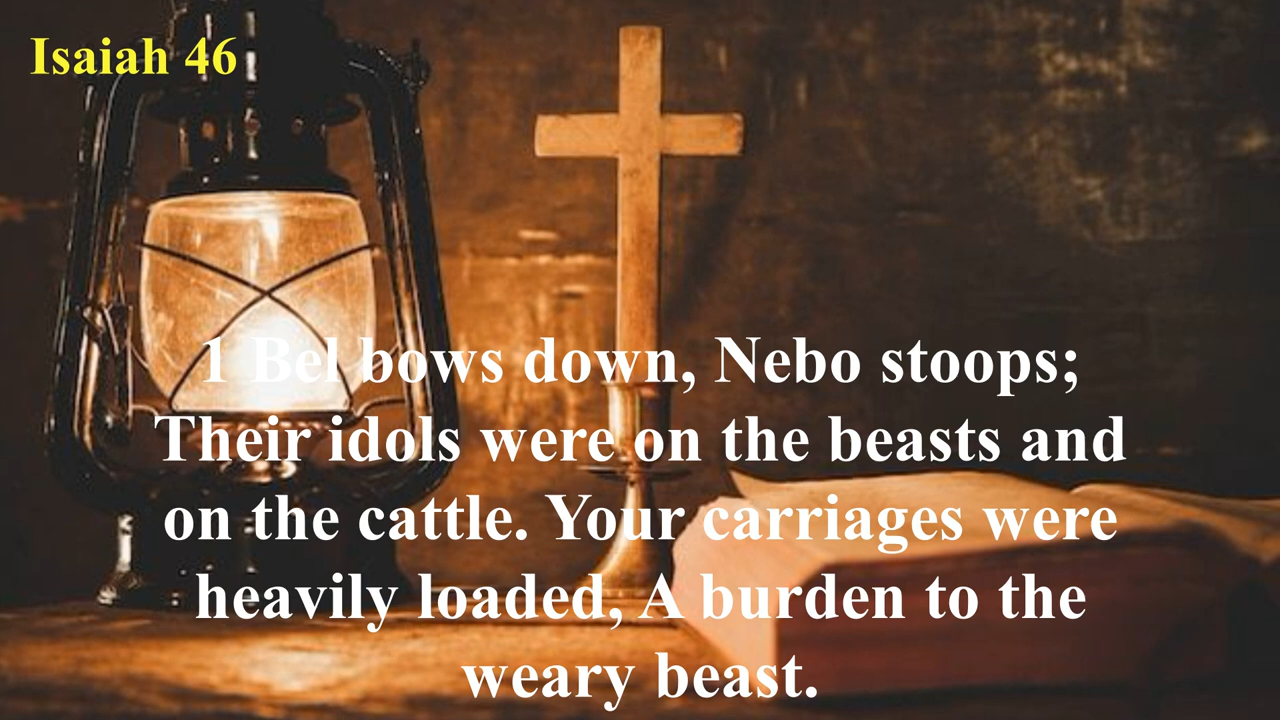 Isaiah 46
1 Bel bows down, Nebo stoops;
Their idols were on the beasts and
on the cattle. Your carriages were
heavily loaded, A burden to the
weary beast.